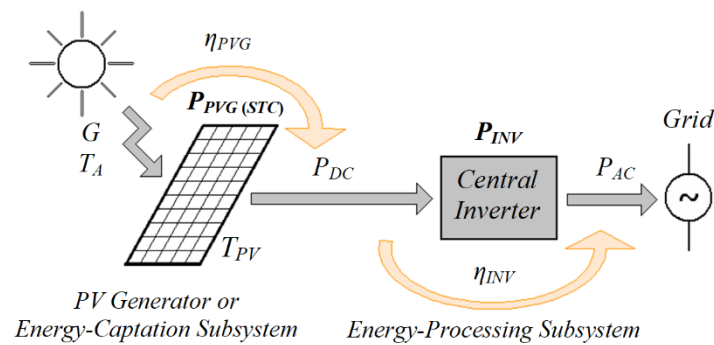 η_PVG
P_PVG (STC)
G
T_A
P_DC
T_PV
P_INV
Central
Inverter
P_AC
Grid
~
η_INV
PV Generator or
Energy-Captation Subsystem
Energy-Processing Subsystem